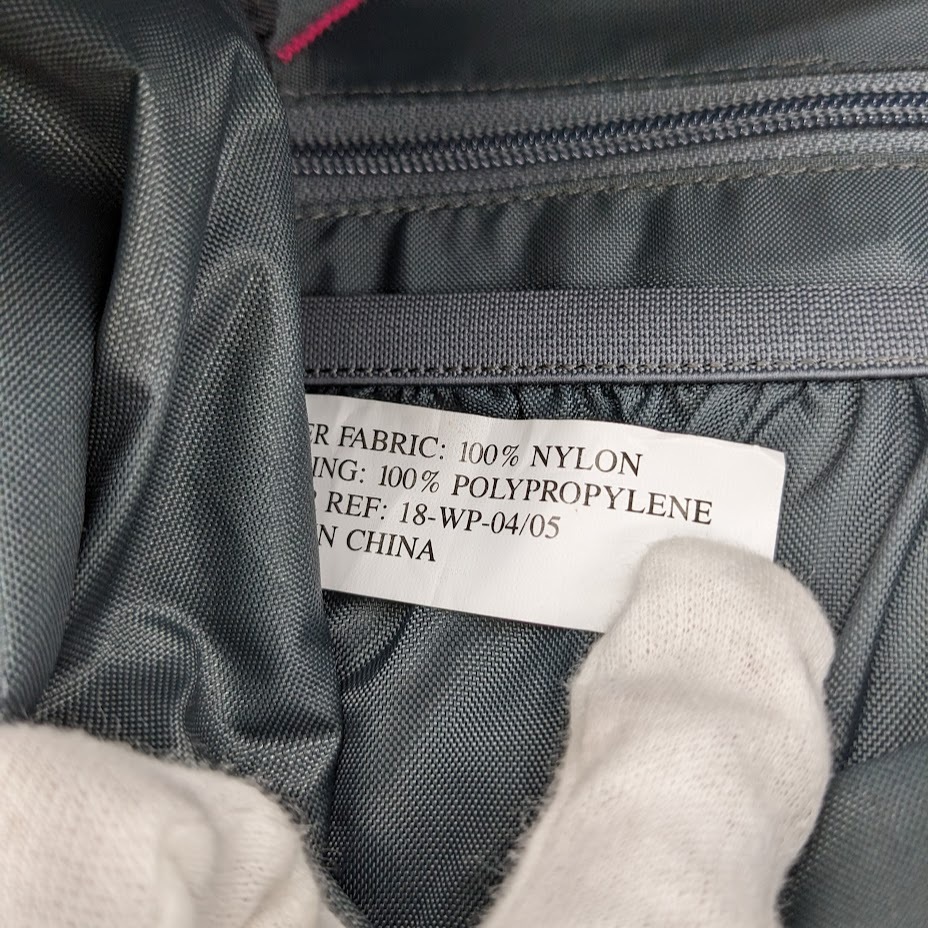 ER FABRIC: 100% NYLON
ING: 100% POLYPROPYLENE
REF: 18-WP-04/05
N CHINA